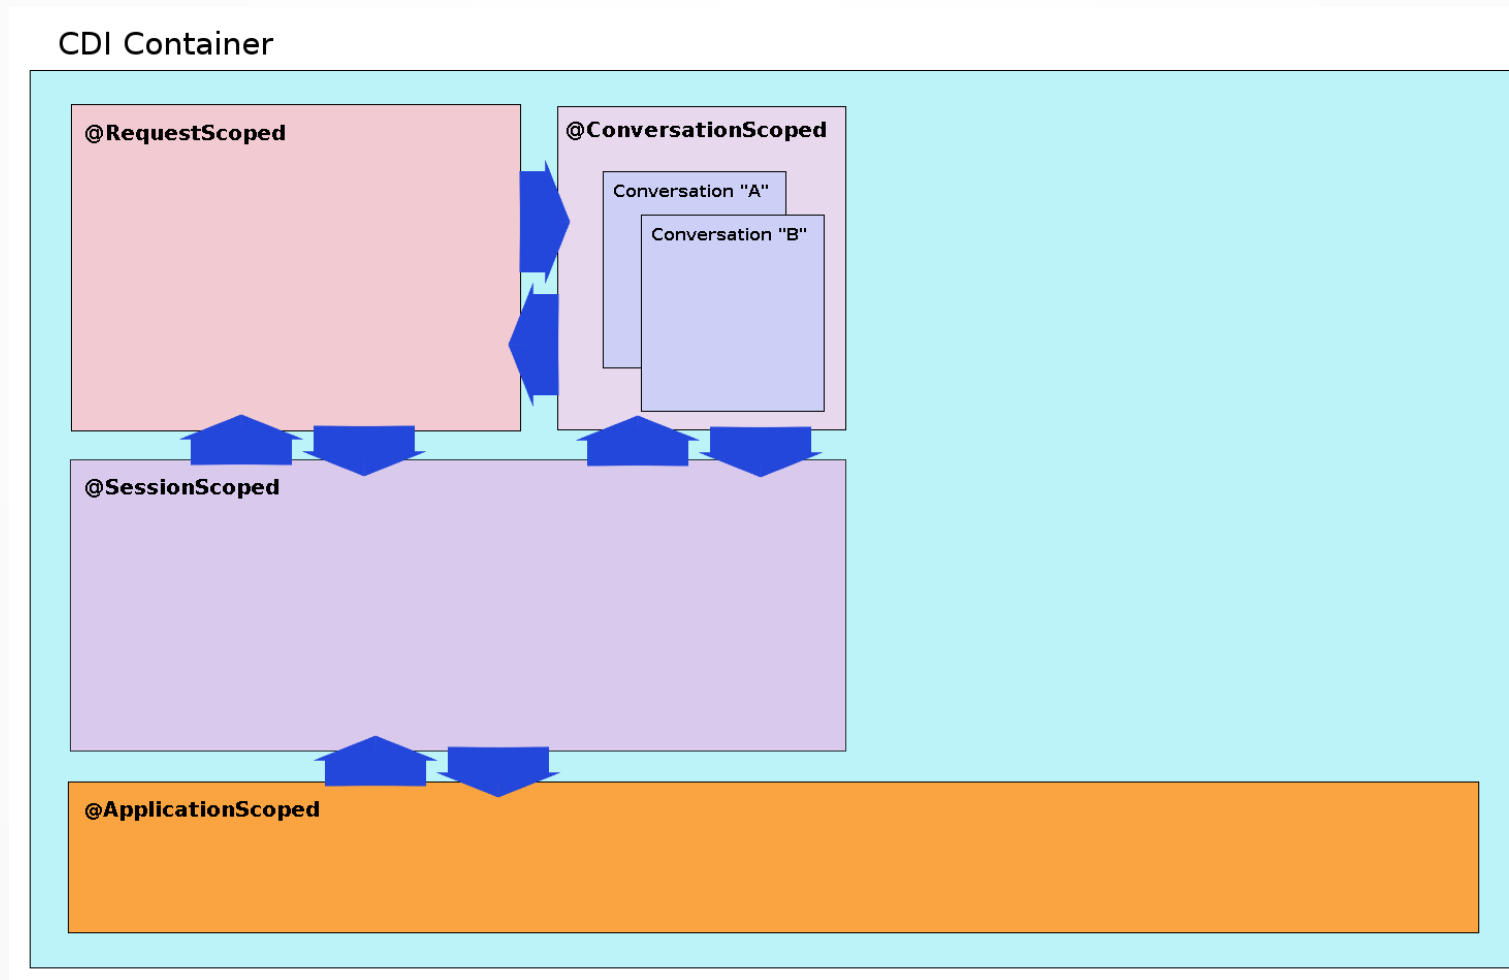 CDI Container
@RequestScoped
@ConversationScoped
Conversation "A"
Conversation "B"
@SessionScoped
@ApplicationScoped